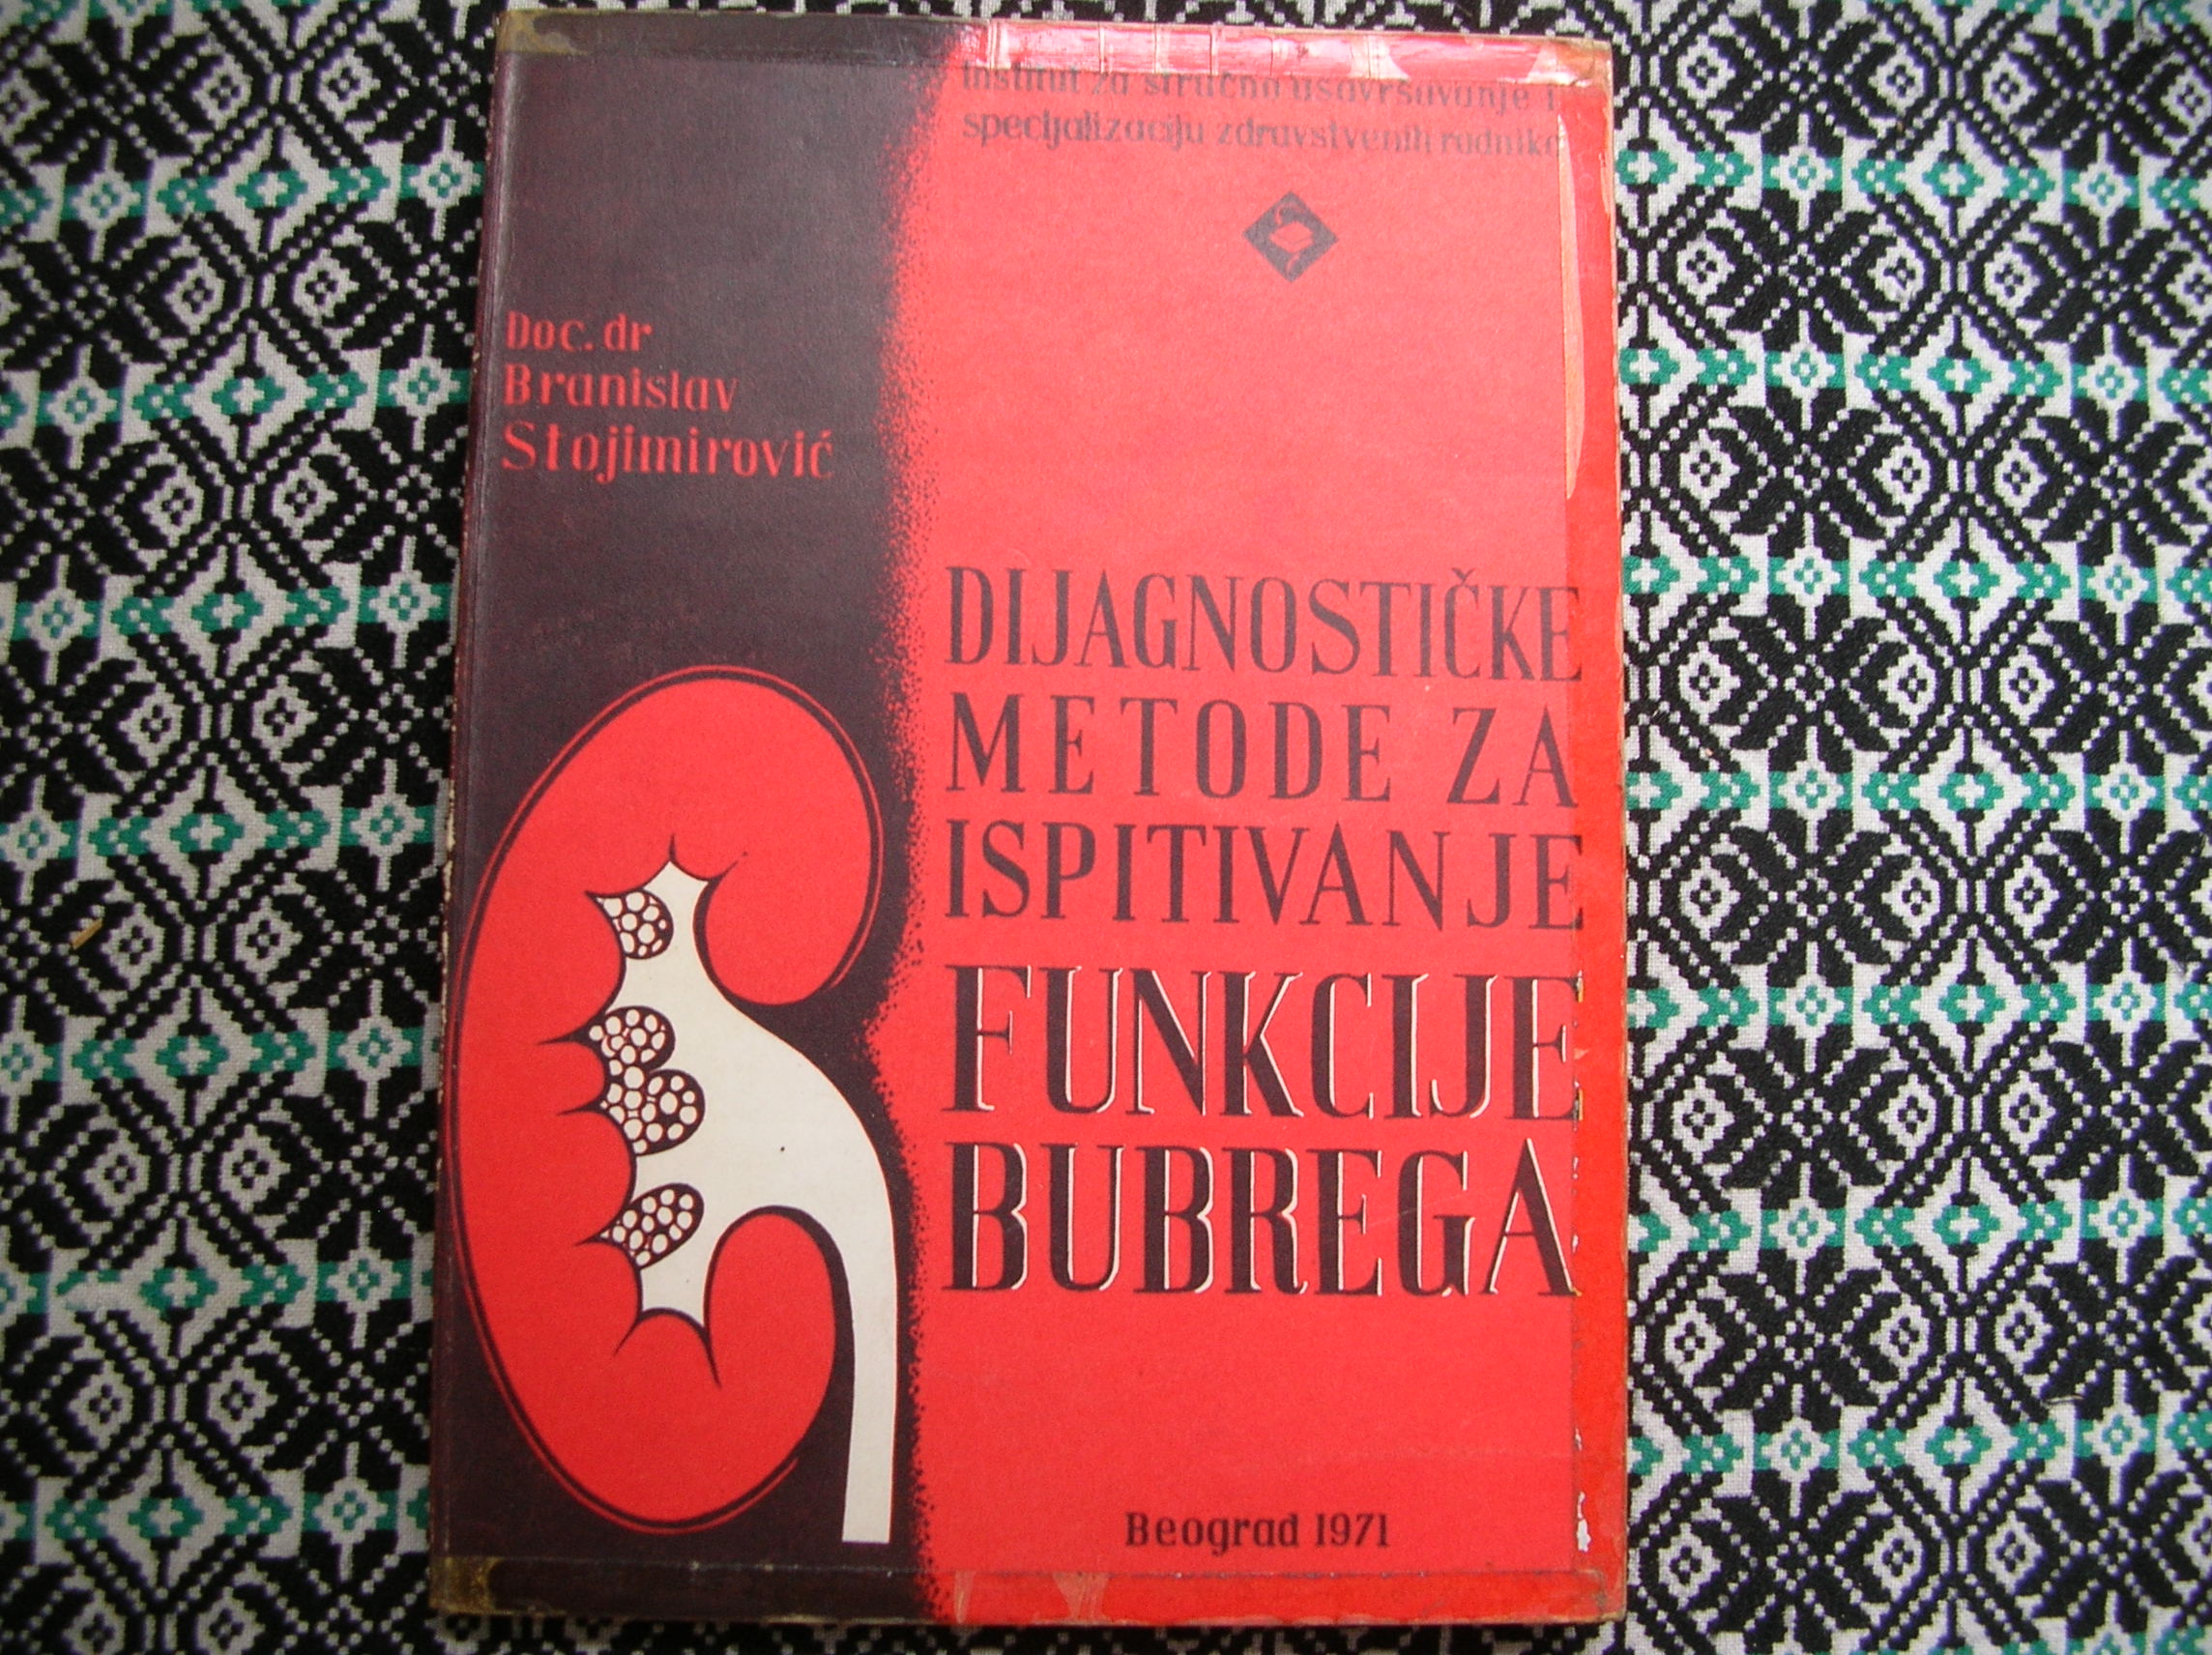 Institut za stručno usavršavanje i
specijalizaciju zdravstvenih radnika
Doc. dr
Branislav
Stojimirović
DIJAGNOSTIČKE
METODE ZA
ISPITIVANJE
FUNKCIJE
BUBREGA
Beograd 1971